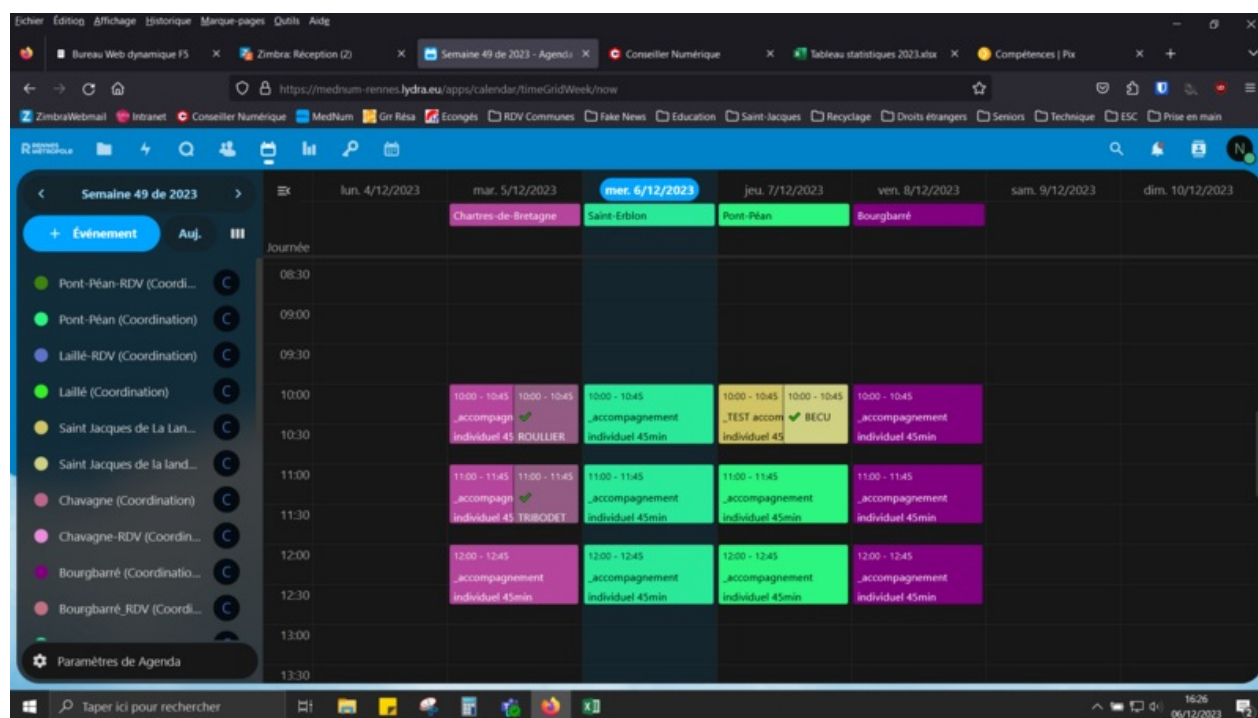 Fichier Édition Affichage Historique Marque-pages Outils Aide
Bureau Web dynamique F5 Zimbra: Réception (2) Semaine 49 de 2023 - Agenda Conseiller Numérique Tableau statistiques 2023.xlsx Compétences | Pix
https://mednum-rennes.lydra.eu/apps/calendar/timeGridWeek/now
ZimbraWebmail Intranet Conseiller Numérique MedNum Grr Résa Econgés RDV Communes Fake News Education Saint-Jacques Recyclage Droits étrangers Seniors Technique ESC Prise en main
RENNES MÉTROPOLE N
Semaine 49 de 2023 lun. 4/12/2023 mar. 5/12/2023 mer. 6/12/2023 jeu. 7/12/2023 ven. 8/12/2023 sam. 9/12/2023 dim. 10/12/2023
Chartres-de-Bretagne Saint-Erblon Pont-Péan Bourgbarré
+ Événement Auj.
Journée
Pont-Péan-RDV (Coordi... C
Pont-Péan (Coordination) C
Laillé-RDV (Coordination) C
Laillé (Coordination) C
Saint Jacques de La Lan... C
Saint Jacques de la land... C
Chavagne (Coordination) C
Chavagne-RDV (Coordin... C
Bourgbarré (Coordinatio... C
Bourgbarré_RDV (Coordi... C
Paramètres de Agenda
08:30
09:00
09:30
10:00
10:30
11:00
11:30
12:00
12:30
13:00
13:30
10:00 - 10:45 10:00 - 10:45 10:00 - 10:45 10:00 - 10:45 10:00 - 10:45 10:00 - 10:45
_accompagn _accompagnement _TEST accom BECU _accompagnement
individuel 45 ROULLIER individuel 45min individuel 45 individuel 45min
11:00 - 11:45 11:00 - 11:45 11:00 - 11:45 11:00 - 11:45 11:00 - 11:45
_accompagn _accompagnement _accompagnement _accompagnement
individuel 45 TRIBODET individuel 45min individuel 45min individuel 45min
12:00 - 12:45 12:00 - 12:45 12:00 - 12:45 12:00 - 12:45
_accompagnement _accompagnement _accompagnement _accompagnement
individuel 45min individuel 45min individuel 45min individuel 45min
Taper ici pour rechercher
16:26
06/12/2023